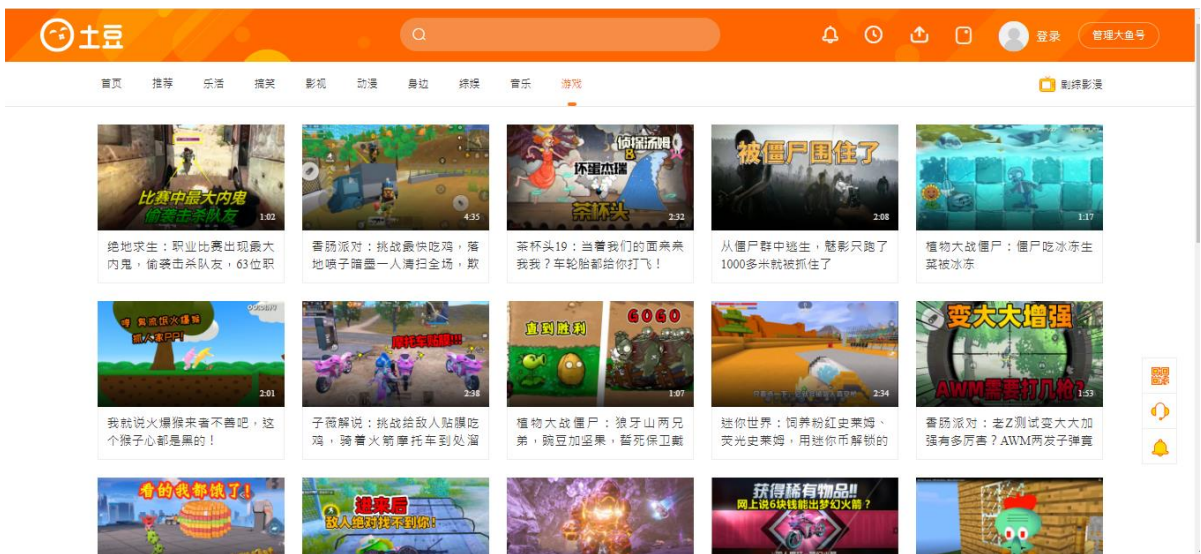 土豆
登录
管理大鱼号
首页 推荐 乐活 搞笑 影视 动漫 身边 综娱 音乐 游戏
剧综影漫
比赛中最大内鬼
偷袭击杀队友
1:02
4:35
侦探汤姆
坏蛋杰瑞
茶杯头
2:32
被僵尸围住了
2:08
1:17
绝地求生：职业比赛出现最大
内鬼，偷袭击杀队友，63位职
香肠派对：挑战最快吃鸡，落
地喷子暗墨一人清扫全场，欺
茶杯头19：当着我们的面亲亲
我我？车轮胎都给你打飞！
从僵尸群中逃生，魅影只跑了
1000多米就被抓住了
植物大战僵尸：僵尸吃冰冻生
菜被冰冻
2:01
摩托车贴膜!!!
2:38
直到胜利
GOGO
1:07
2:34
变大大增强
AWM需要打几枪?
1:53
我就说火爆猴来者不善吧，这
个猴子心都是黑的！
子薇解说：挑战给敌人贴膜吃
鸡，骑着火箭摩托车到处溜
植物大战僵尸：狼牙山两兄
弟，豌豆加坚果，誓死保卫戴
迷你世界：饲养粉红史莱姆、
荧光史莱姆，用迷你币解锁的
香肠派对：老Z测试变大大加
强有多厉害？AWM两发子弹竟
看的我都饿了!
进来后
敌人绝对找不到你!
获得稀有物品!!
网上说6块钱能出梦幻火箭？